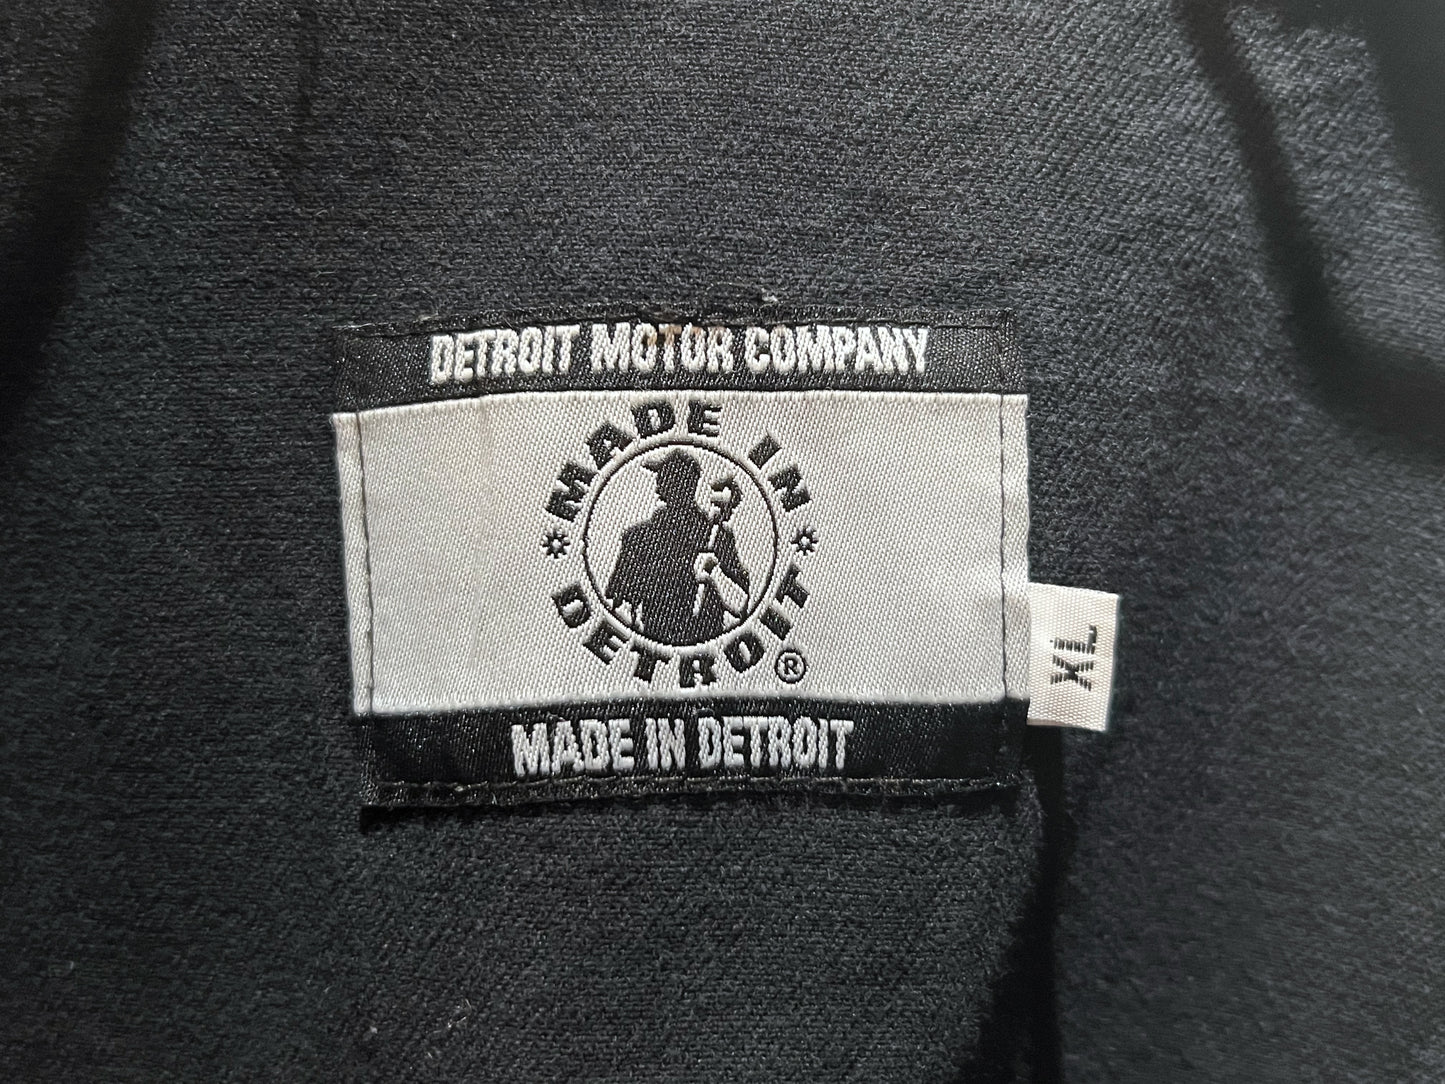 DETROIT MOTOR COMPANY
MADE IN
DETROIT ®
XL
MADE IN DETROIT